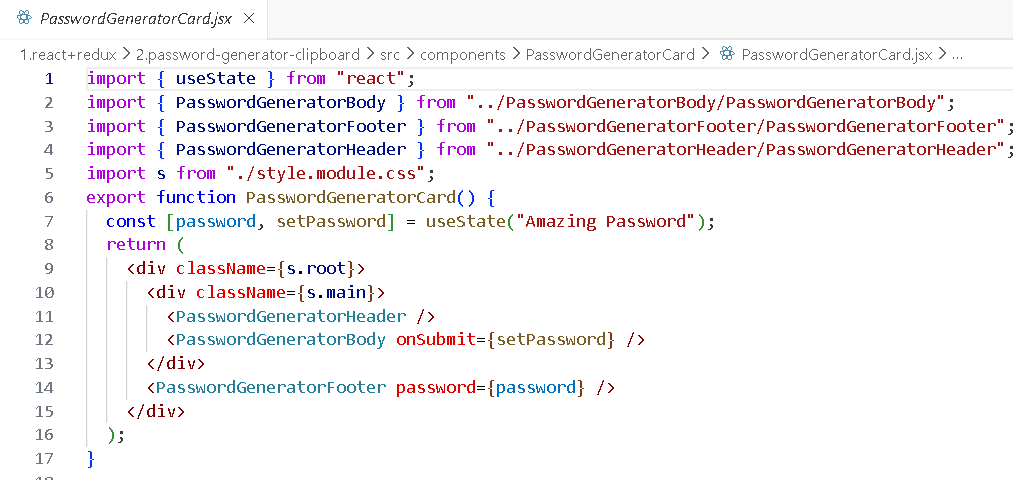 PasswordGeneratorCard.jsx ×
1.react+redux > 2.password-generator-clipboard > src > components > PasswordGeneratorCard > PasswordGeneratorCard.jsx > ...
1 import { useState } from "react";
2 import { PasswordGeneratorBody } from "../PasswordGeneratorBody/PasswordGeneratorBody";
3 import { PasswordGeneratorFooter } from "../PasswordGeneratorFooter/PasswordGeneratorFooter";
4 import { PasswordGeneratorHeader } from "../PasswordGeneratorHeader/PasswordGeneratorHeader";
5 import s from "./style.module.css";
6 export function PasswordGeneratorCard() {
7   const [password, setPassword] = useState("Amazing Password");
8   return (
9     <div className={s.root}>
10       <div className={s.main}>
11         <PasswordGeneratorHeader />
12         <PasswordGeneratorBody onSubmit={setPassword} />
13       </div>
14       <PasswordGeneratorFooter password={password} />
15     </div>
16   );
17 }